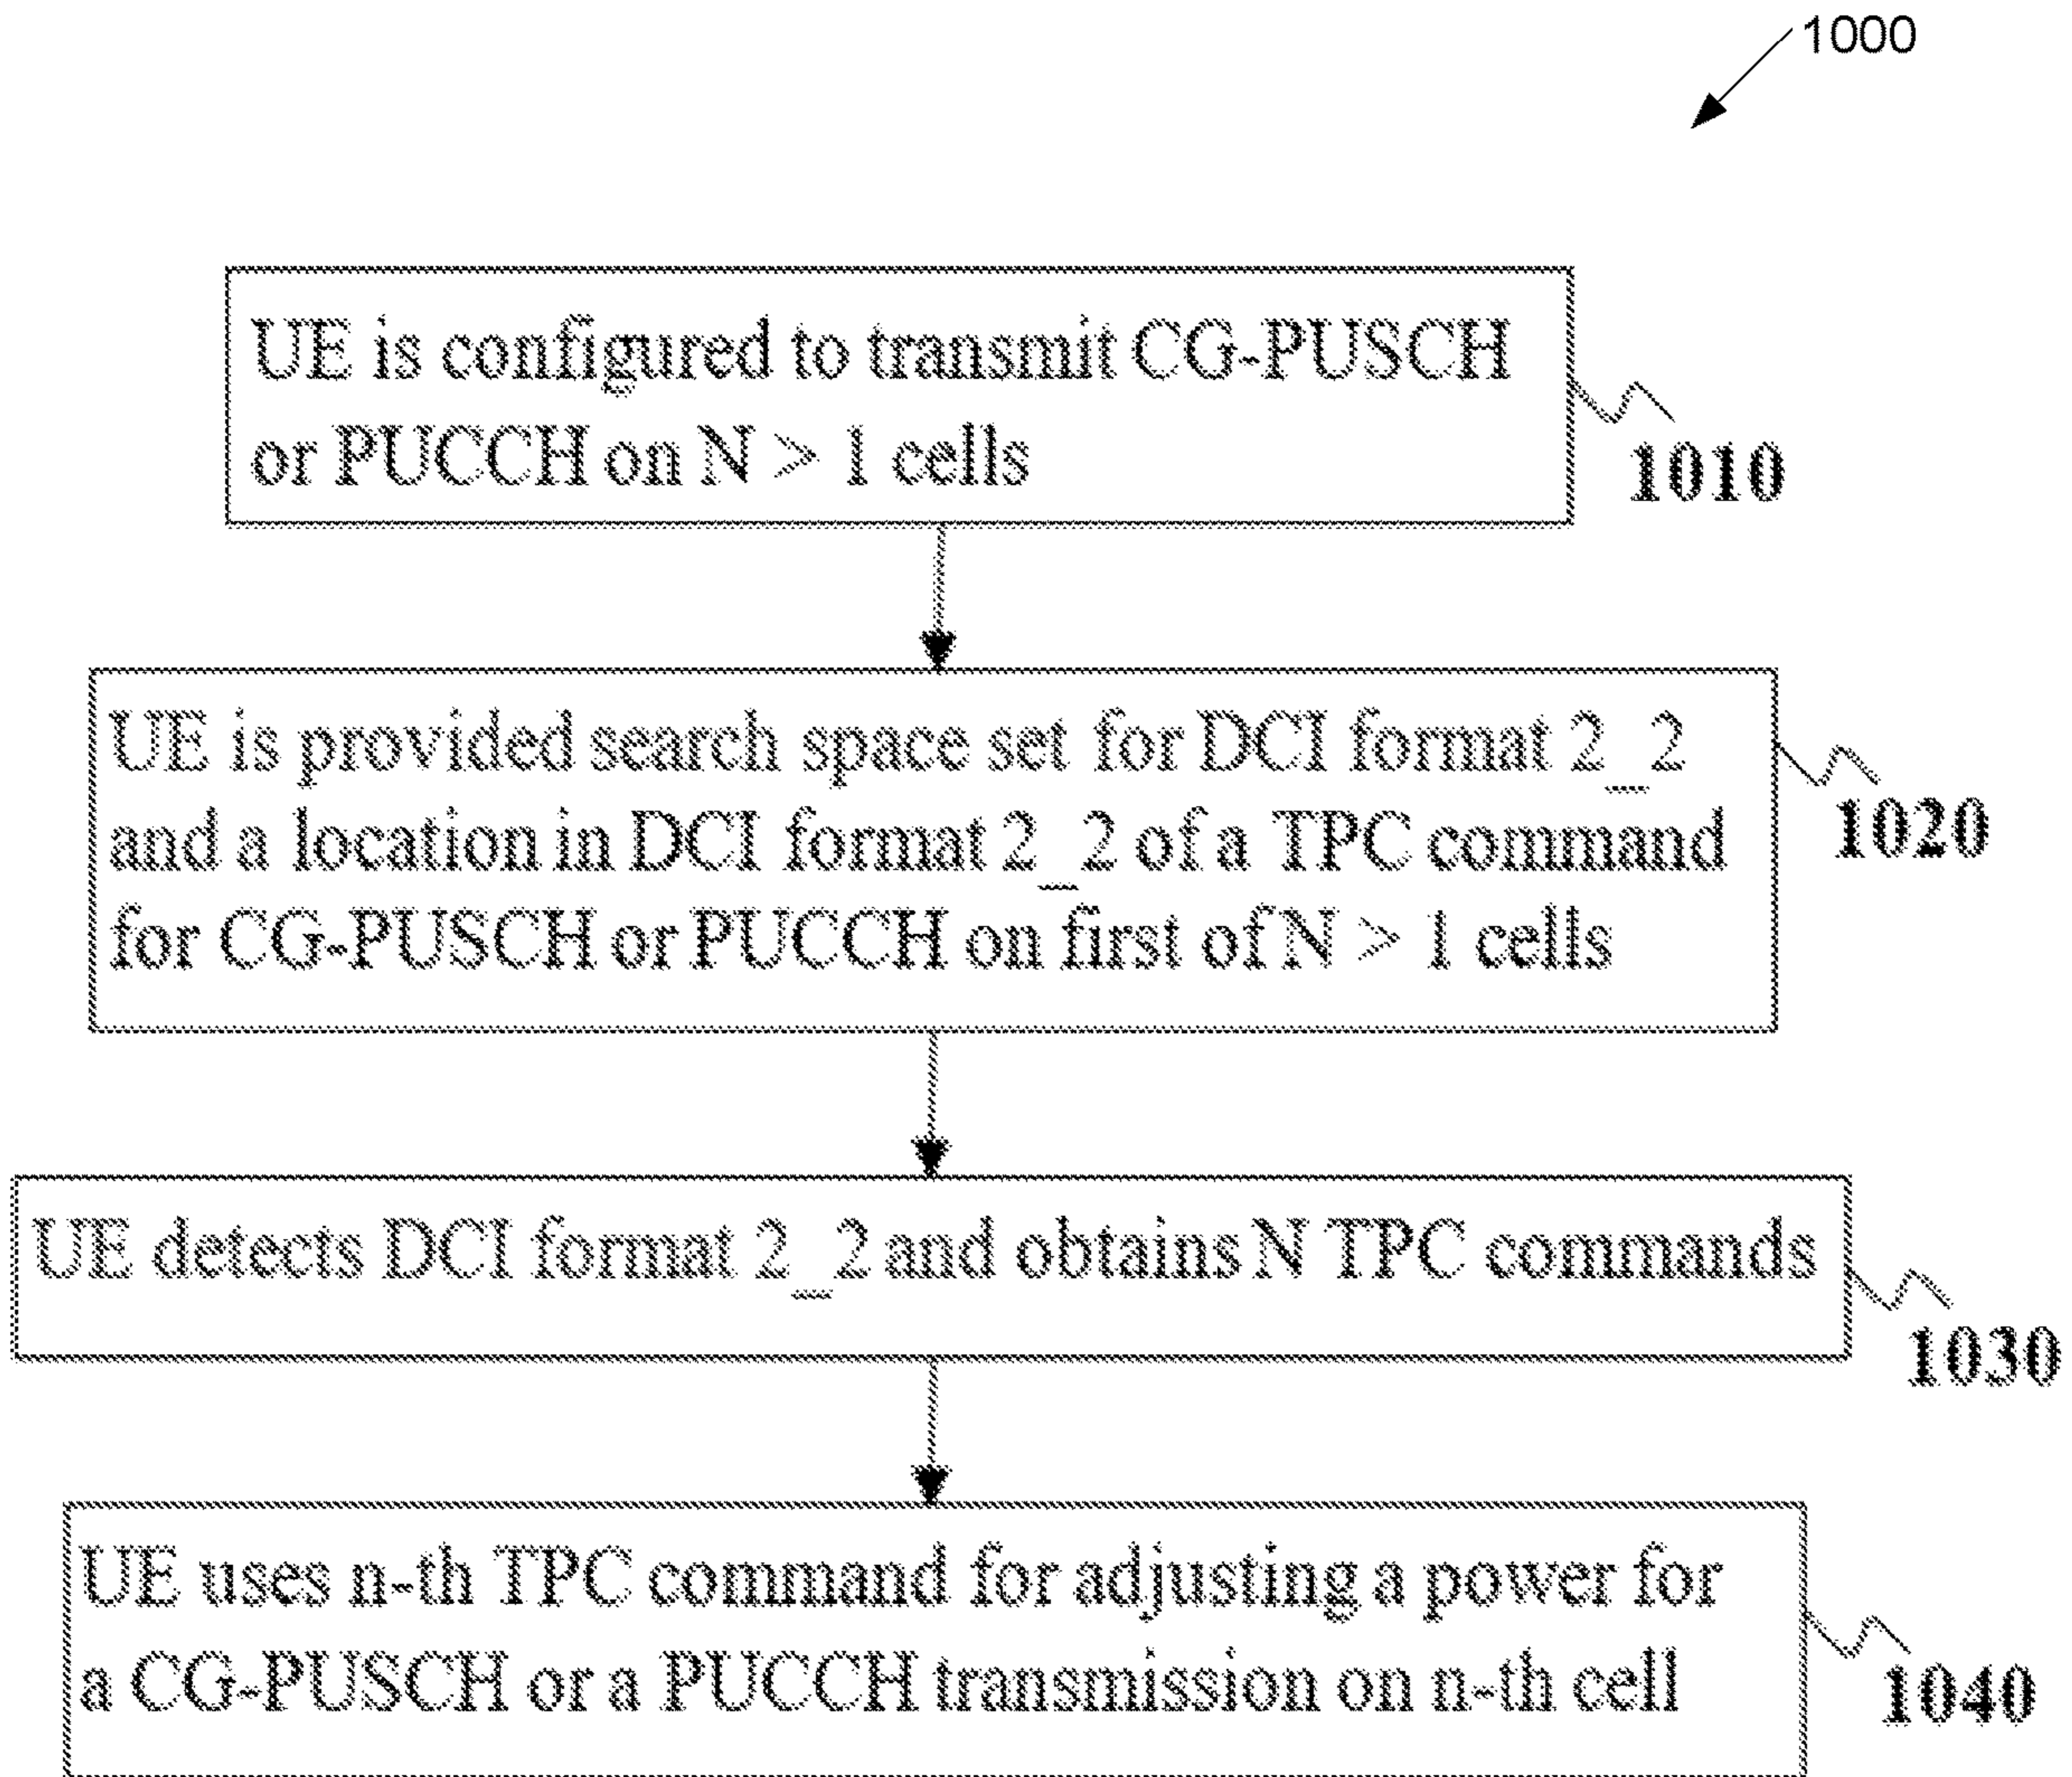 1000
UE is configured to transmit CG-PUSCH
or PUCCH on N > 1 cells
1010
UE is provided search space set for DCI format 2_2
and a location in DCI format 2_2 of a TPC command
for CG-PUSCH or PUCCH on first of N > 1 cells
1020
UE detects DCI format 2_2 and obtains N TPC commands
1030
UE uses n-th TPC command for adjusting a power for
a CG-PUSCH or a PUCCH transmission on n-th cell
1040